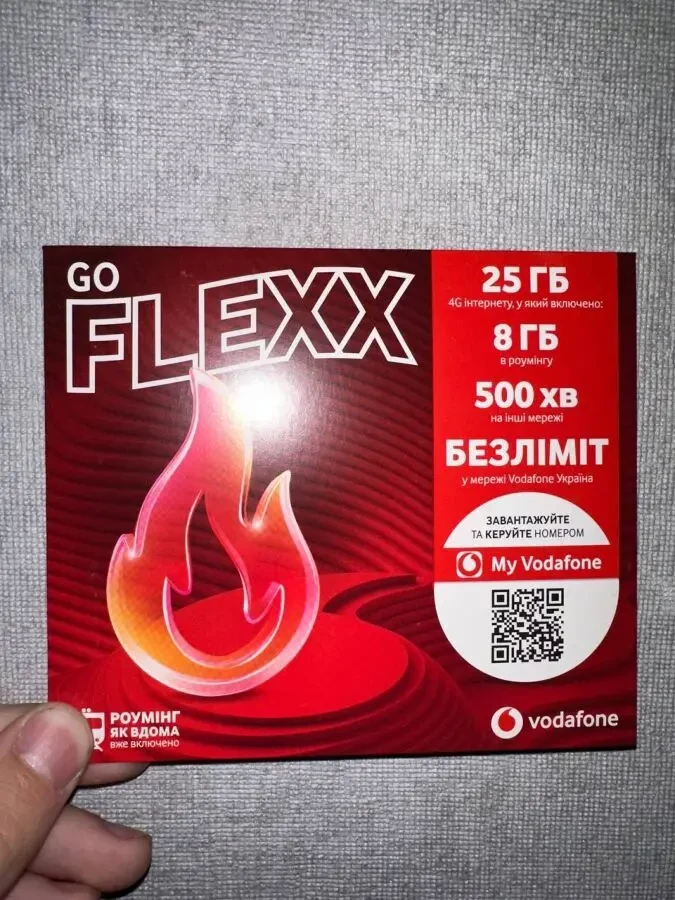 GO
FLEXX
25 ГБ
4G інтернету, у який включено:
8 ГБ
в роумінгу
500 хв
на інші мережі
БЕЗЛІМІТ
у мережі Vodafone Україна
ЗАВАНТАЖУЙТЕ
ТА КЕРУЙТЕ НОМЕРОМ
My Vodafone
РОУМІНГ
ЯК ВДОМА
вже включено
vodafone